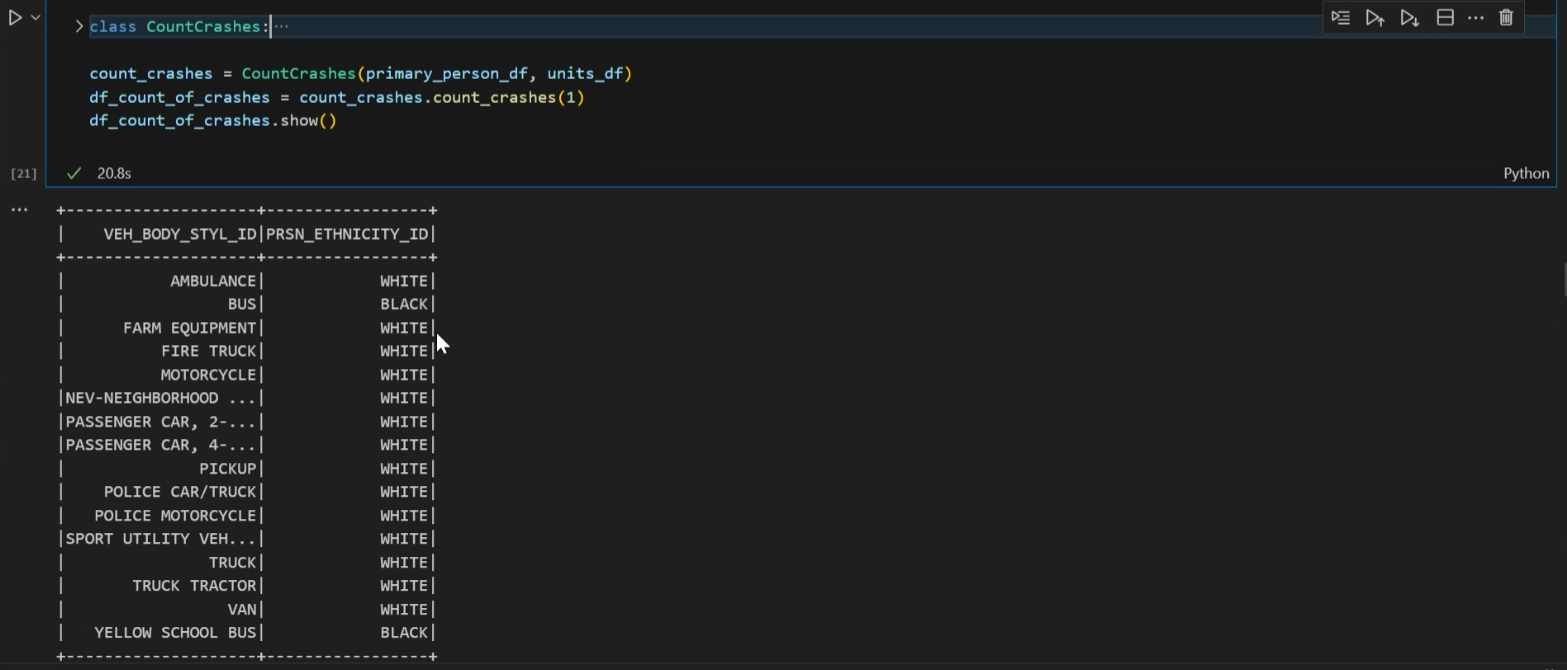 class CountCrashes:···
count_crashes = CountCrashes(primary_person_df, units_df)
df_count_of_crashes = count_crashes.count_crashes(1)
df_count_of_crashes.show()
[21]
20.8s
Python
+--------------------+-----------------+
|    VEH_BODY_STYL_ID|PRSN_ETHNICITY_ID|
+--------------------+-----------------+
|           AMBULANCE|            WHITE|
|                 BUS|            BLACK|
|      FARM EQUIPMENT|            WHITE|
|          FIRE TRUCK|            WHITE|
|          MOTORCYCLE|            WHITE|
|NEV-NEIGHBORHOOD ...|            WHITE|
|PASSENGER CAR, 2-...|            WHITE|
|PASSENGER CAR, 4-...|            WHITE|
|              PICKUP|            WHITE|
|    POLICE CAR/TRUCK|            WHITE|
|   POLICE MOTORCYCLE|            WHITE|
|SPORT UTILITY VEH...|            WHITE|
|               TRUCK|            WHITE|
|       TRUCK TRACTOR|            WHITE|
|                 VAN|            WHITE|
|   YELLOW SCHOOL BUS|            BLACK|
+--------------------+-----------------+